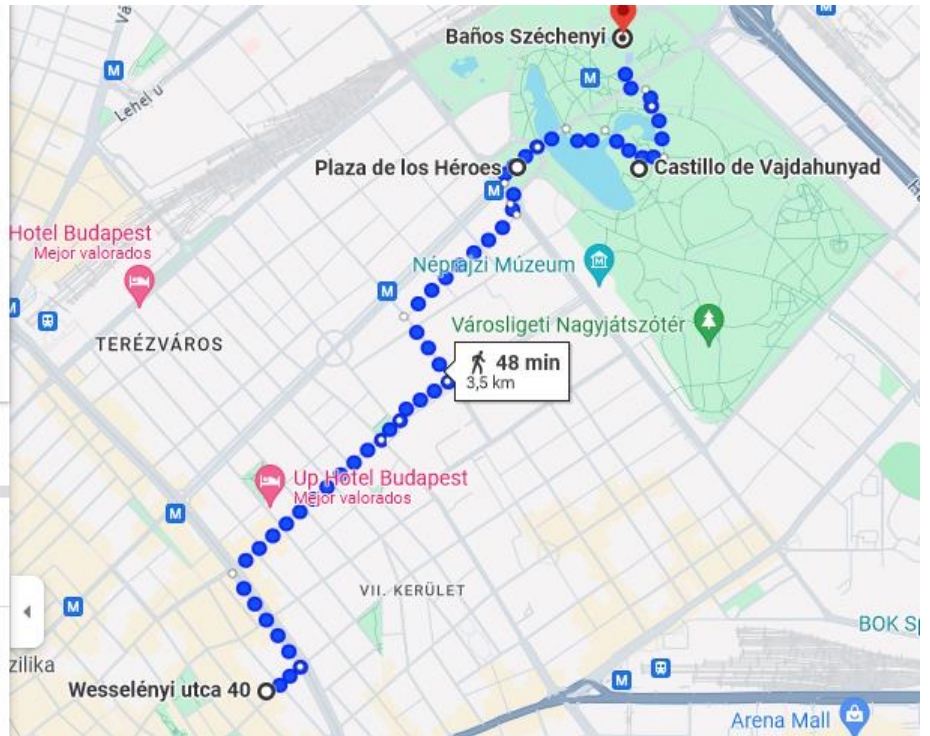 Baños Széchenyi
M
M
M
Lehel u
Plaza de los Héroes
Castillo de Vajdahunyad
M
Hotel Budapest
Mejor valorados
Néprajzi Múzeum
M
M
Városligeti Nagyjátszótér
TERÉZVÁROS
48 min
3,5 km
Up Hotel Budapest
Mejor valorados
M
VII. KERÜLET
M
BOK Sp
zilika
Wesselényi utca 40
M
Arena Mall